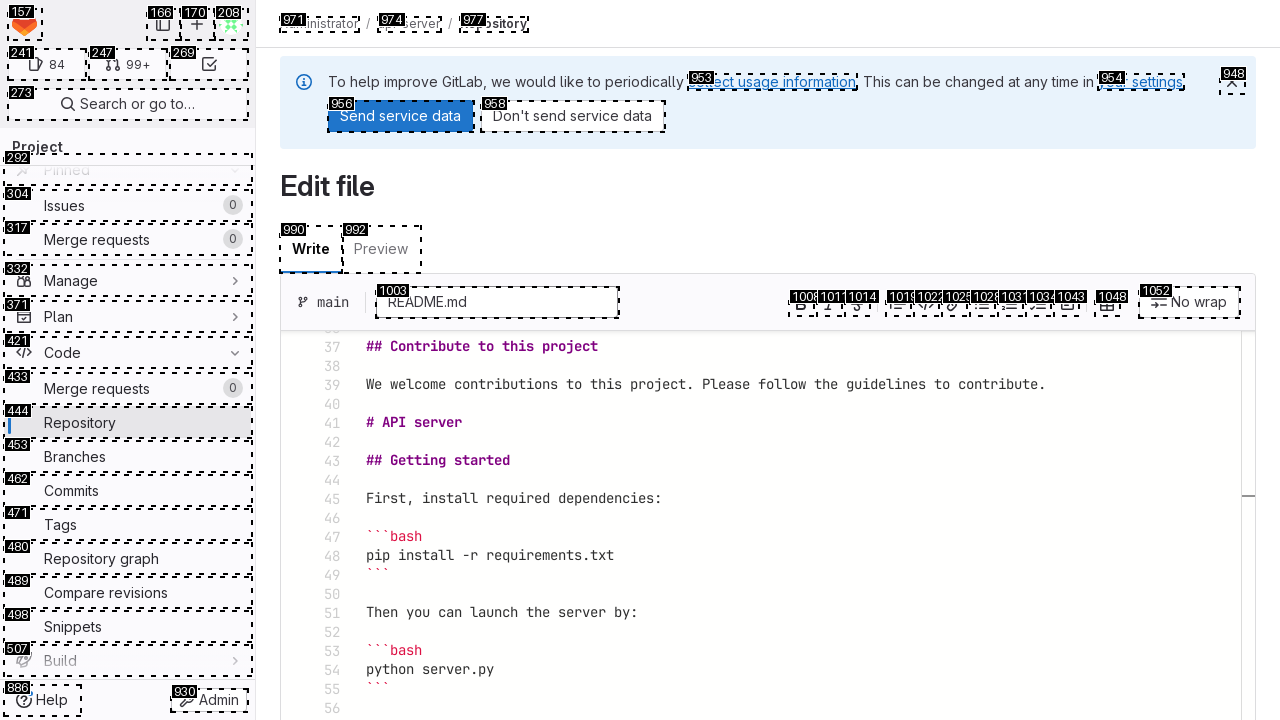 157
166
170
208
971
Administrator / 974 api-server / 977 Repository
241 84
247 99+
269
273
Search or go to…
To help improve GitLab, we would like to periodically 953 collect usage information. This can be changed at any time in 954 your settings.
948
956 Send service data
958 Don't send service data
Project
292 Pinned
304 Issues 0
317 Merge requests 0
332 Manage
371 Plan
421 Code
433 Merge requests 0
444 Repository
453 Branches
462 Commits
471 Tags
480 Repository graph
489 Compare revisions
498 Snippets
507 Build
886 Help
930 Admin
Edit file
990 Write
992 Preview
main
1003 README.md
1008 1011 1014 1019 1022 1025 1028 1031 1034 1043 1048
1052 No wrap
37 ## Contribute to this project
38
39 We welcome contributions to this project. Please follow the guidelines to contribute.
40
41 # API server
42
43 ## Getting started
44
45 First, install required dependencies:
46
47 ```bash
48 pip install -r requirements.txt
49 ```
50
51 Then you can launch the server by:
52
53 ```bash
54 python server.py
55 ```
56